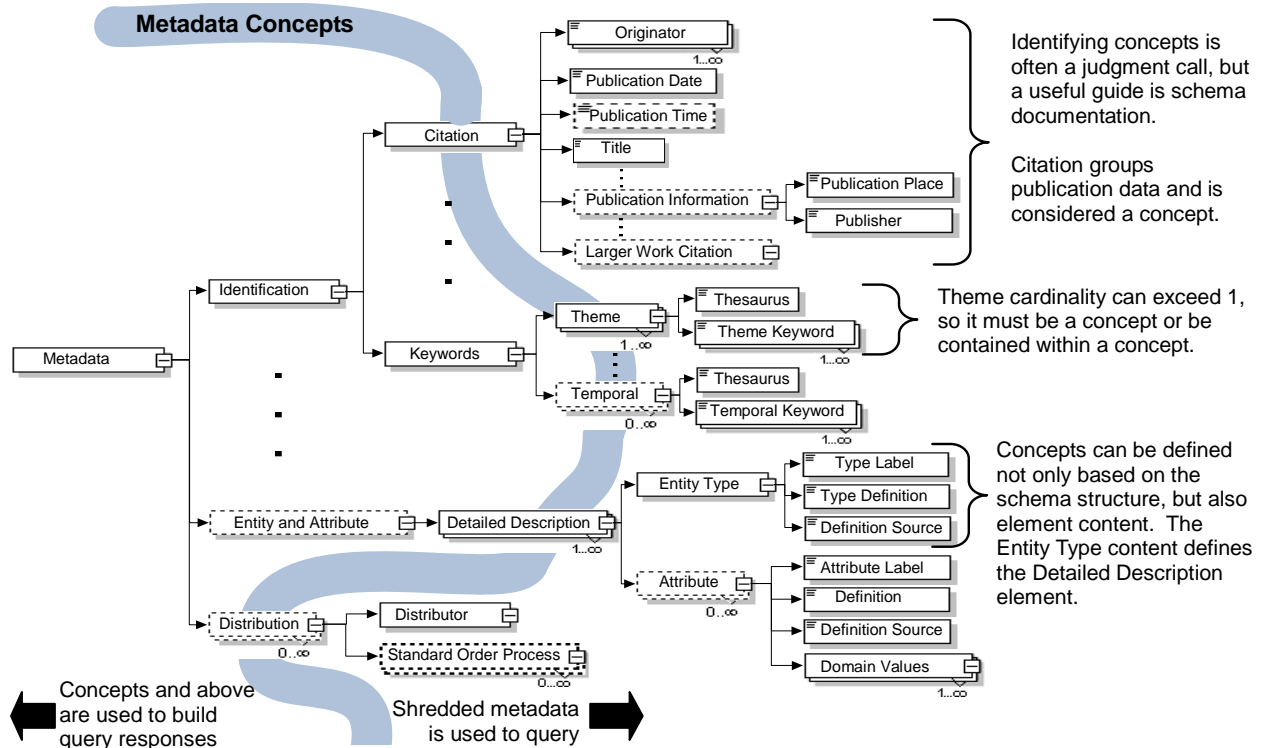 Metadata Concepts
Originator
1...∞
Publication Date
Publication Time
Citation
Title
Publication Information
Publication Place
Publisher
Larger Work Citation
Identifying concepts is
often a judgment call, but
a useful guide is schema
documentation.
Citation groups
publication data and is
considered a concept.
Identification
Metadata
Keywords
Theme
1..∞
Thesaurus
Theme Keyword
1...∞
Theme cardinality can exceed 1,
so it must be a concept or be
contained within a concept.
Temporal
0..∞
Thesaurus
Temporal Keyword
1...∞
Entity and Attribute
Detailed Description
1...∞
Entity Type
Type Label
Type Definition
Definition Source
Concepts can be defined
not only based on the
schema structure, but also
element content. The
Entity Type content defines
the Detailed Description
element.
Attribute
0..∞
Attribute Label
Definition
Definition Source
Domain Values
1...∞
Distribution
0..∞
Distributor
Standard Order Process
0...∞
Concepts and above
are used to build
query responses
Shredded metadata
is used to query